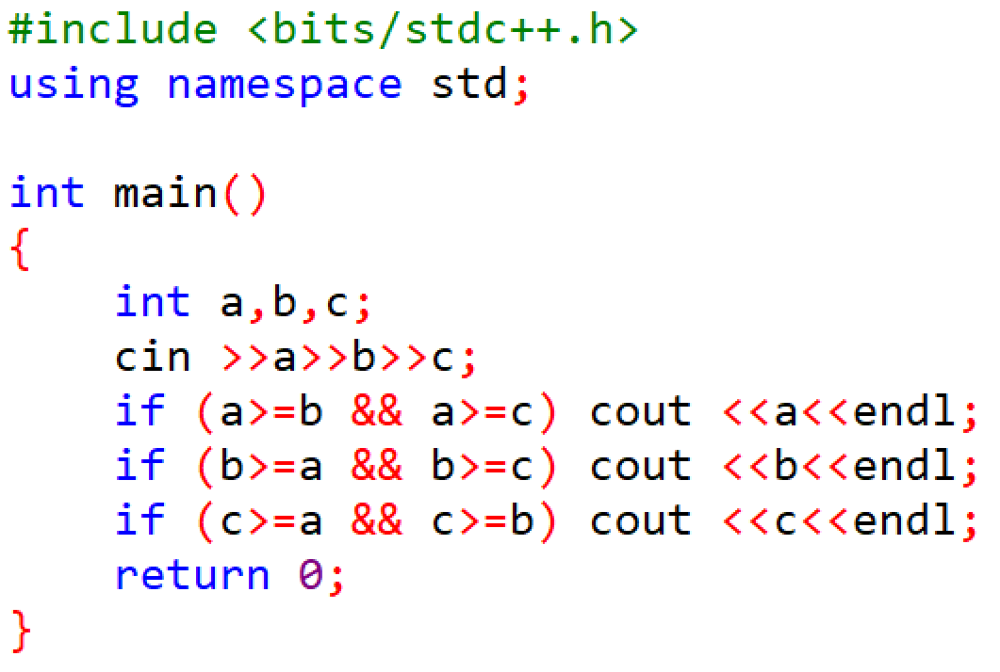 #include <bits/stdc++.h>
using namespace std;

int main()
{
    int a,b,c;
    cin >>a>>b>>c;
    if (a>=b && a>=c) cout <<a<<endl;
    if (b>=a && b>=c) cout <<b<<endl;
    if (c>=a && c>=b) cout <<c<<endl;
    return 0;
}